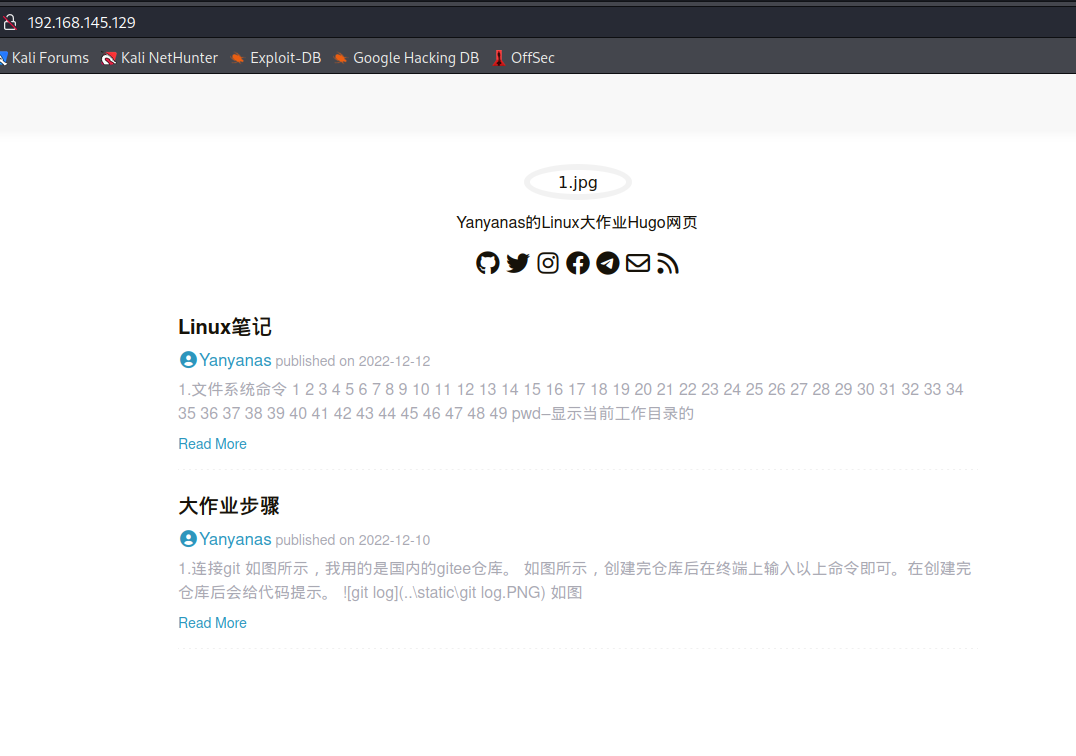 192.168.145.129
Kali Forums Kali NetHunter Exploit-DB Google Hacking DB OffSec
1.jpg
Yanyanas的Linux大作业Hugo网页
Linux笔记
Yanyanas published on 2022-12-12
1.文件系统命令 1 2 3 4 5 6 7 8 9 10 11 12 13 14 15 16 17 18 19 20 21 22 23 24 25 26 27 28 29 30 31 32 33 34
35 36 37 38 39 40 41 42 43 44 45 46 47 48 49 pwd–显示当前工作目录的
Read More
大作业步骤
Yanyanas published on 2022-12-10
1.连接git 如图所示，我用的是国内的gitee仓库。 如图所示，创建完仓库后在终端上输入以上命令即可。在创建完
仓库后会给代码提示。 ![git log](..\static\git log.PNG) 如图
Read More